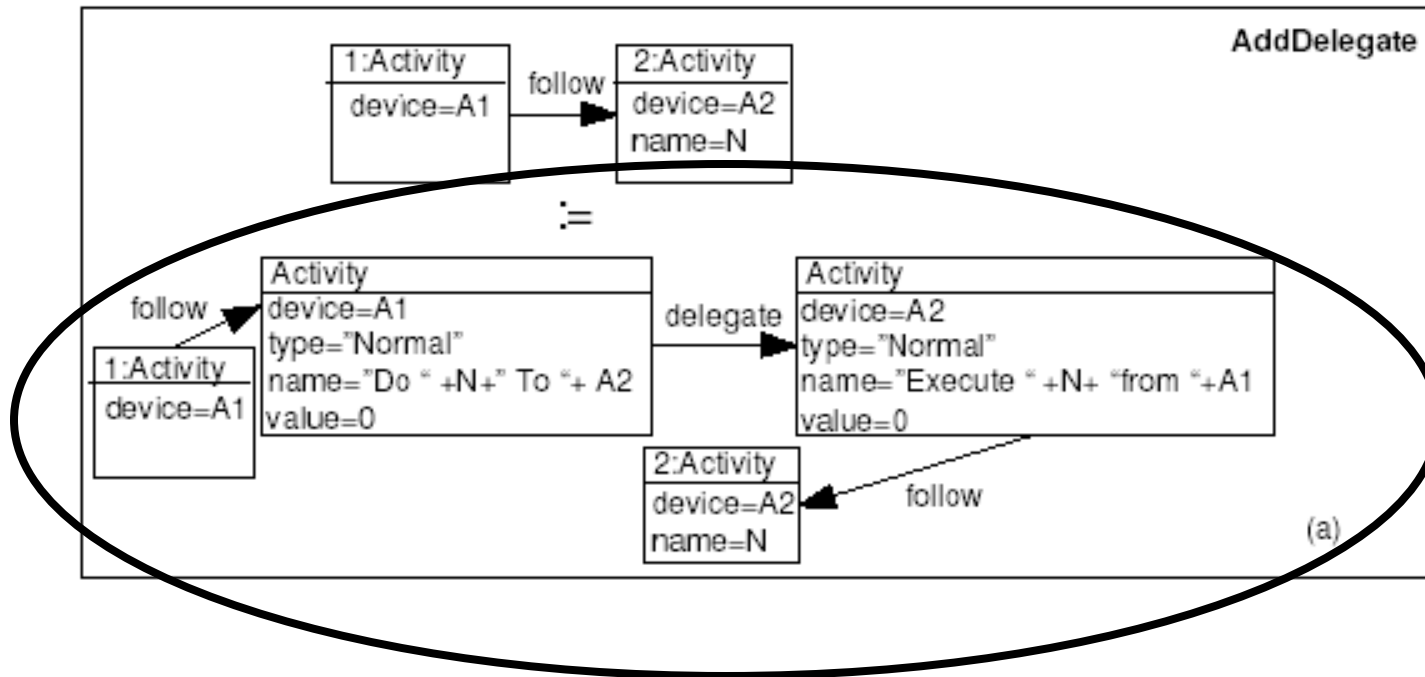 AddDelegate
1:Activity
device=A1
follow
2:Activity
device=A2
name=N
:=
follow
1:Activity
device=A1
Activity
device=A1
type="Normal"
name="Do “ +N+” To “+ A2
value=0
delegate
Activity
device=A2
type="Normal"
name="Execute “ +N+ “from “+A1
value=0
2:Activity
device=A2
name=N
follow
(a)